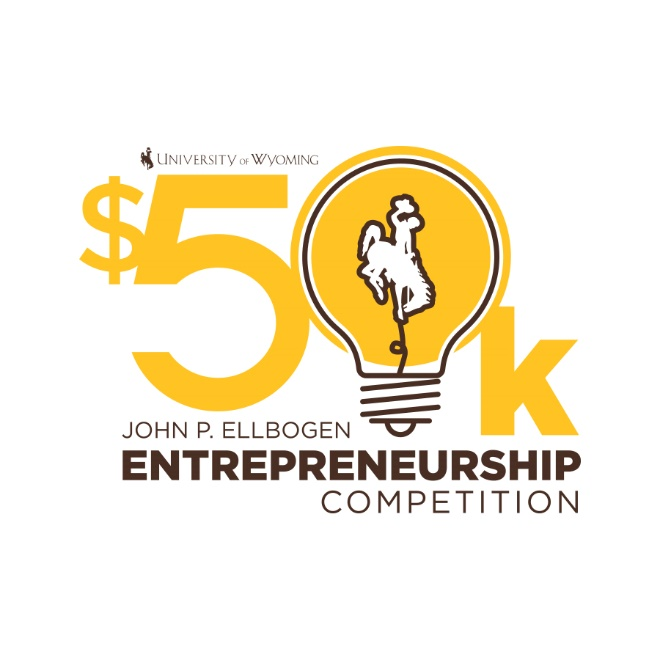 UNIVERSITY OF WYOMING
$50k
JOHN P. ELLBOGEN
ENTREPRENEURSHIP
COMPETITION